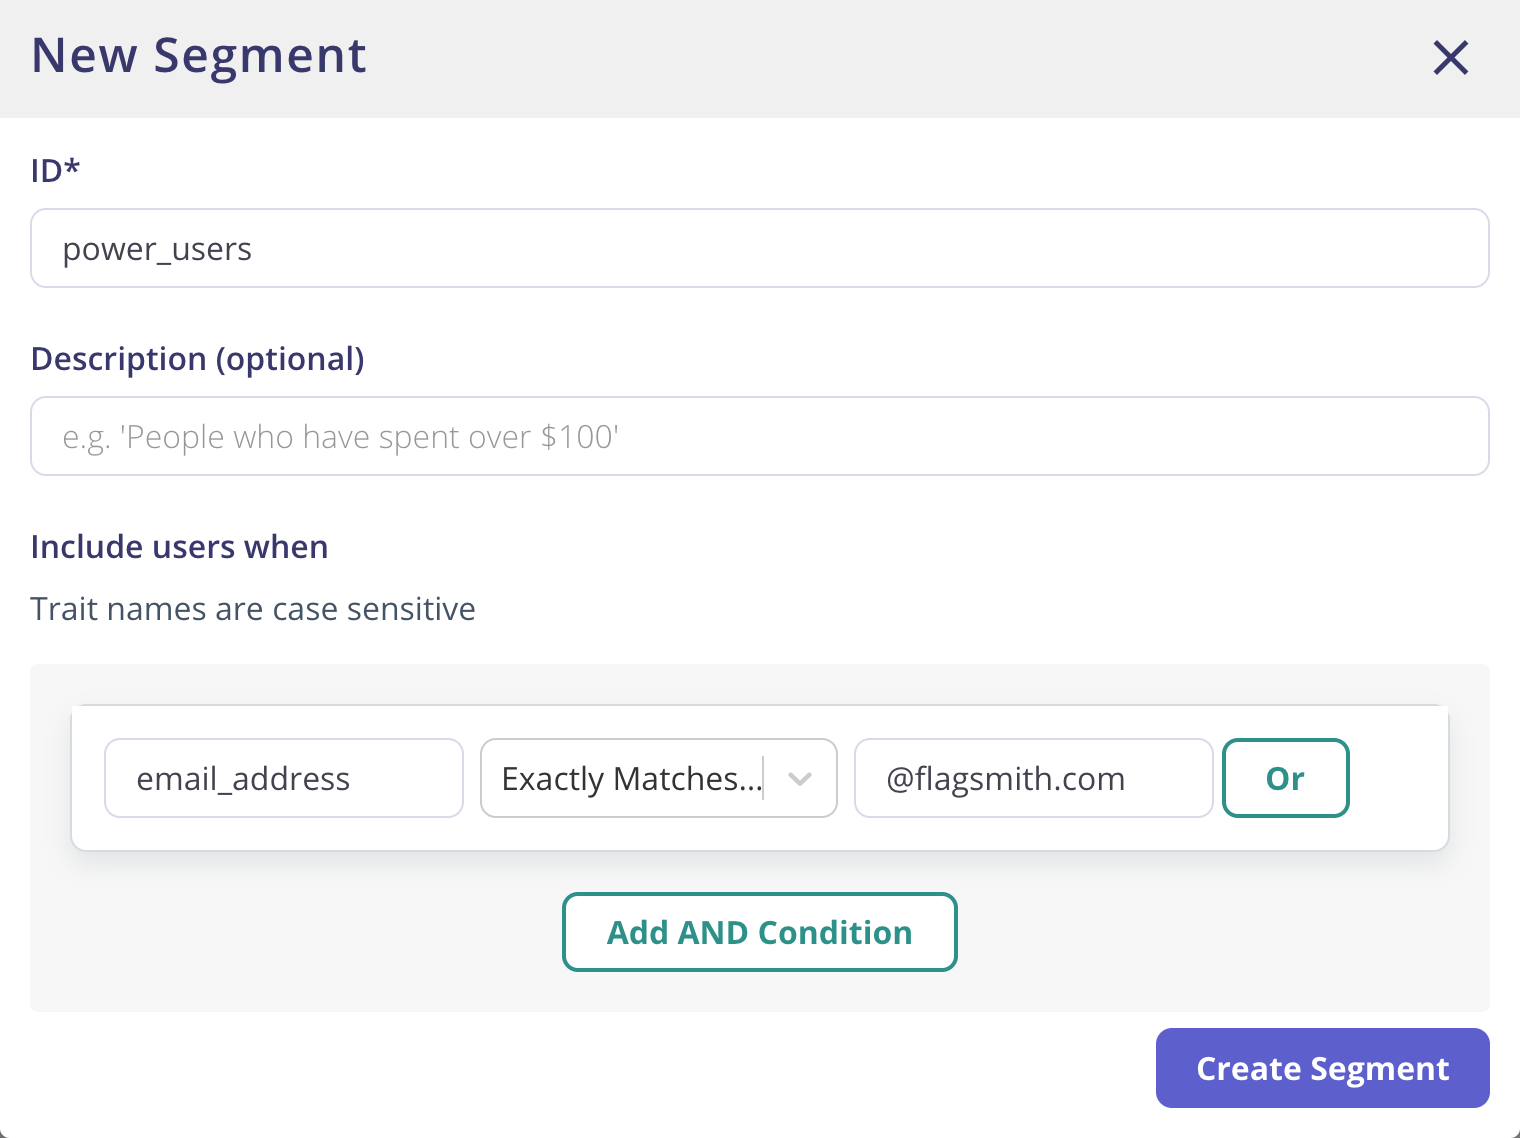 New Segment
ID*
power_users
Description (optional)
e.g. 'People who have spent over $100'
Include users when
Trait names are case sensitive
email_address Exactly Matches... @flagsmith.com Or
Add AND Condition
Create Segment